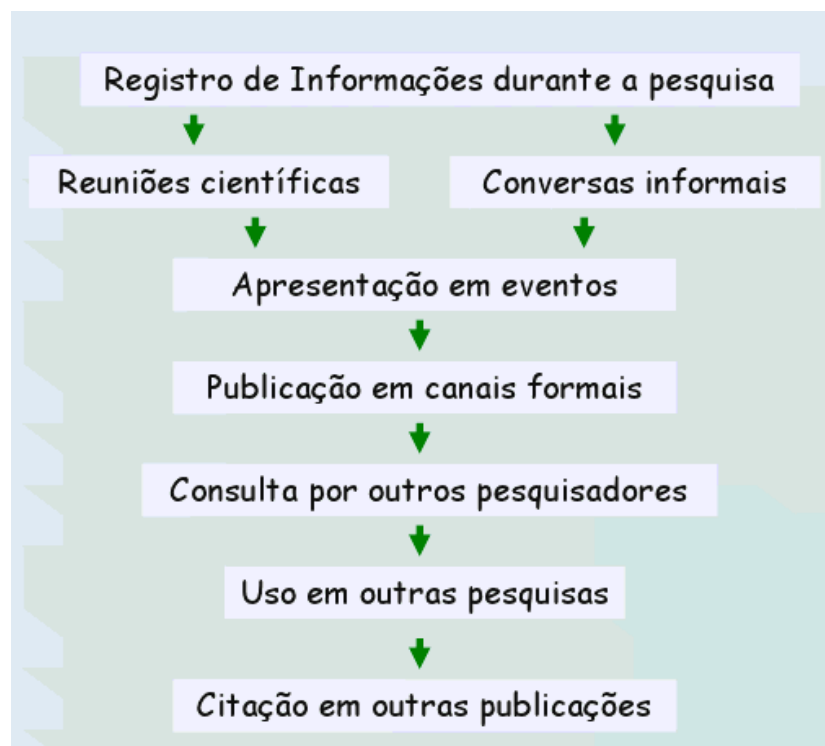 Registro de Informações durante a pesquisa
Reuniões científicas
Conversas informais
Apresentação em eventos
Publicação em canais formais
Consulta por outros pesquisadores
Uso em outras pesquisas
Citação em outras publicações